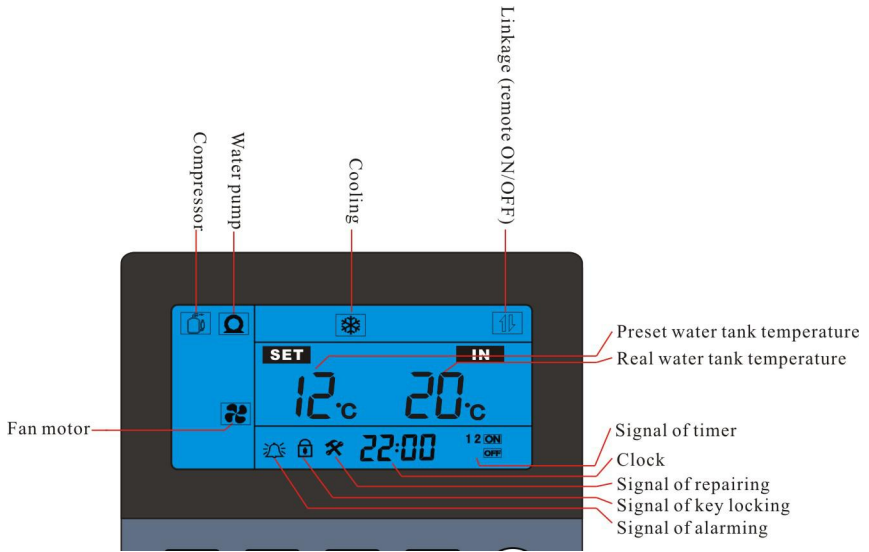 Linkage (remote ON/OFF)
Compressor
Water pump
Cooling
Preset water tank temperature
SET
IN
Real water tank temperature
12°C
20°C
Fan motor
Signal of timer
1 2 ON
OFF
22:00
Clock
Signal of repairing
Signal of key locking
Signal of alarming